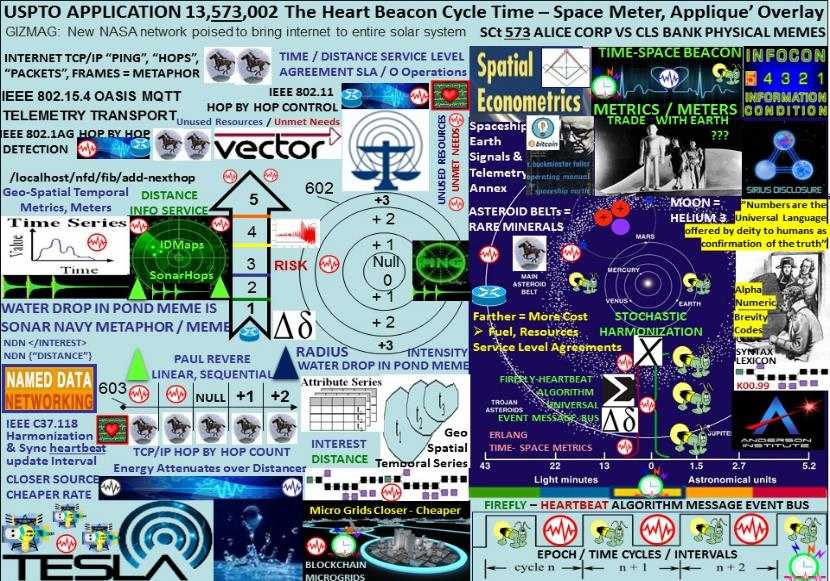 USPTO APPLICATION 13,573,002 The Heart Beacon Cycle Time – Space Meter, Applique' Overlay
GIZMAG: New NASA network poised to bring internet to entire solar system
SCt 573 ALICE CORP VS CLS BANK PHYSICAL MEMES
INTERNET TCP/IP "PING", "HOPS",
"PACKETS", FRAMES = METAPHOR
TIME / DISTANCE SERVICE LEVEL
AGREEMENT SLA / O Operations
IEEE 802.15.4 OASIS MQTT
TELEMETRY TRANSPORT
IEEE 802.1AG HOP BY HOP
DETECTION
IEEE 802.11
HOP BY HOP CONTROL
Unused Resources / Unmet Needs
vector
UNUSED RESOURCES
UNMET NEEDS
/localhost/nfd/fib/add-nexthop
Geo-Spatial Temporal
Metrics, Meters
DISTANCE
INFO SERVICE
Time Series
Value
Time
IDMaps
SonarHops
5
4
3
2
1
602
RISK
+3
+ 2
+ 1
Null
0
+ 1
+ 2
+3
PING
WATER DROP IN POND MEME IS
SONAR NAVY METAPHOR / MEME
NDN </INTEREST>
NDN {"DISTANCE"}
Δδ
RADIUS
INTENSITY
WATER DROP IN POND MEME
PAUL REVERE
LINEAR, SEQUENTIAL
NAMED DATA
NETWORKING
603
NULL
+1
+2
Attribute Series
IEEE C37.118
Harmonization
& Sync heartbeat
update Interval
TCP/IP HOP BY HOP COUNT
Energy Attenuates over Distances
INTEREST
DISTANCE
Geo
Spatial
Temporal Series
CLOSER SOURCE
CHEAPER RATE
TESLA
Micro Grids Closer - Cheaper
BLOCKCHAIN
MICROGRIDS
Spatial
Econometrics
TIME-SPACE BEACON
METRICS / METERS
INFOCON
5 4 3 2 1
INFORMATION
CONDITION
Spaceship
Earth
Signals &
Telemetry
Annex
bitcoin
r. buckminster fuller
operating manual
spaceship earth
TRADE WITH EARTH
???
SIRIUS DISCLOSURE
ASTEROID BELTs =
RARE MINERALS
MOON =
HELIUM 3
"Numbers are the
Universal Language
offered by deity to humans as
confirmation of the truth"
MARS
MERCURY
VENUS
EARTH
MAIN
ASTEROID
BELT
Farther = More Cost
Fuel, Resources
Service Level Agreements
STOCHASTIC
HARMONIZATION
Alpha
Numeric
Brevity
Codes
SYNTAX
LEXICON
K00.99
X
Σ
Δδ
FIREFLY-HEARTBEAT
ALGORITHM
UNIVERSAL
EVENT MESSAGE BUS
TROJAN
ASTEROIDS
JUPITER
ERLANG
TIME- SPACE METRICS
ANDERSON
INSTITUTE
43 22 13 0 1.5 2.7 5.2
Light minutes
Astronomical units
FIREFLY – HEARTBEAT ALGORITHM MESSAGE EVENT BUS
EPOCH / TIME CYCLES / INTERVALS
cycle n
n + 1
n + 2